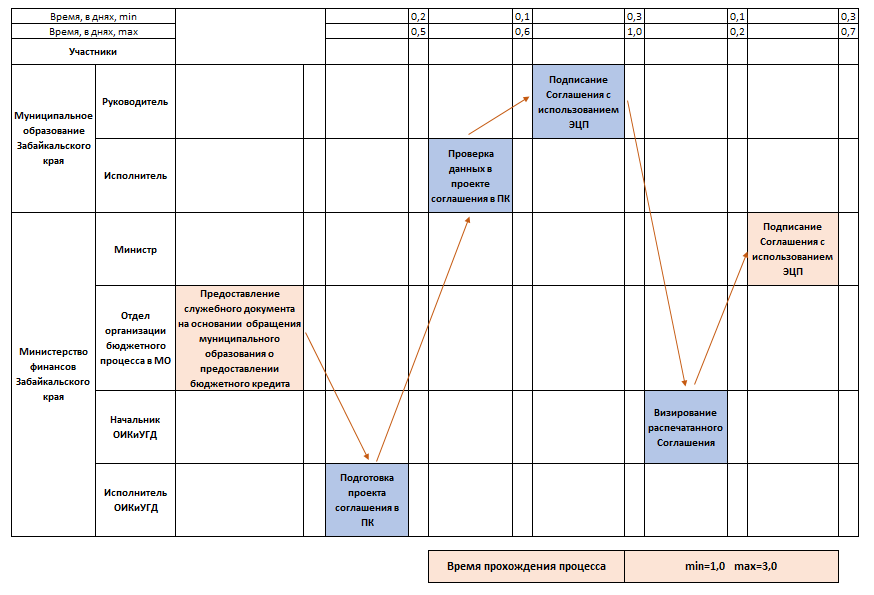 Время, в днях, min 0,2 0,1 0,3 0,1 0,3
Время, в днях, max 0,5 0,6 1,0 0,2 0,7
Участники
Муниципальное
образование
Забайкальского
края
Руководитель
Подписание
Соглашения с
использованием
ЭЦП
Исполнитель
Проверка
данных в
проекте
соглашения в ПК
Министерство
финансов
Забайкальского
края
Министр
Подписание
Соглашения с
использованием
ЭЦП
Отдел
организации
бюджетного
процесса в МО
Предоставление
служебного документа
на основании обращения
муниципального
образования о
предоставлении
бюджетного кредита
Начальник
ОИКиУГД
Визирование
распечатанного
Соглашения
Исполнитель
ОИКиУГД
Подготовка
проекта
соглашения в
ПК
Время прохождения процесса min=1,0 max=3,0